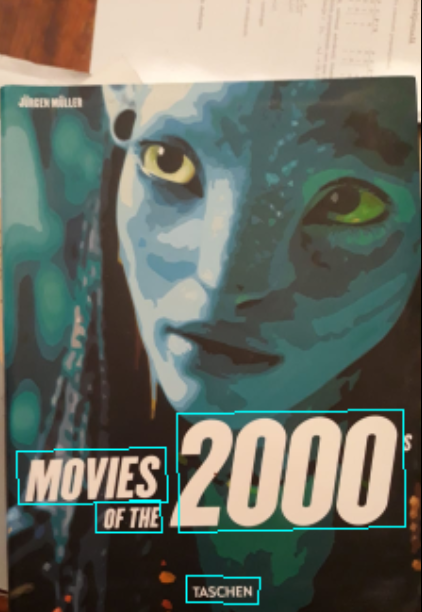 JÜRGEN MÜLLER
MOVIES
OF THE
2000s
TASCHEN